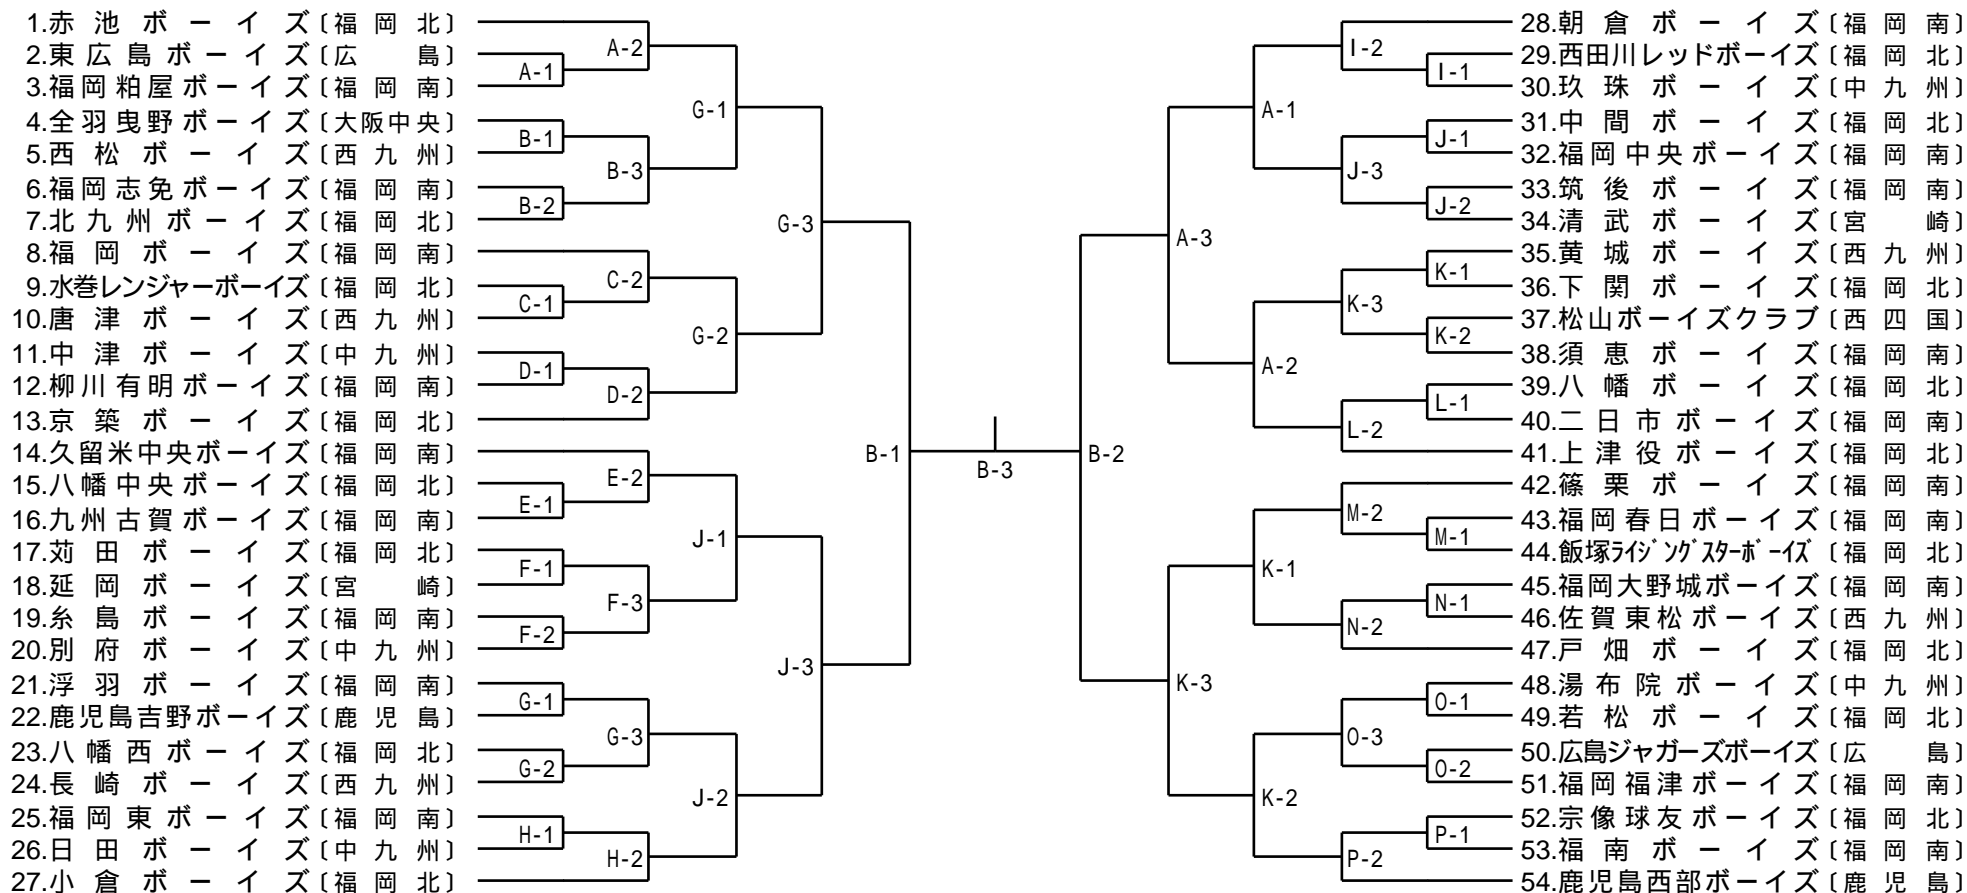 1.赤池ボーイズ〔福岡北〕
2.東広島ボーイズ〔広島〕
3.福岡粕屋ボーイズ〔福岡南〕
4.全羽曳野ボーイズ〔大阪中央〕
5.西松ボーイズ〔西九州〕
6.福岡志免ボーイズ〔福岡南〕
7.北九州ボーイズ〔福岡北〕
8.福岡ボーイズ〔福岡南〕
9.水巻レンジャーボーイズ〔福岡北〕
10.唐津ボーイズ〔西九州〕
11.中津ボーイズ〔中九州〕
12.柳川有明ボーイズ〔福岡南〕
13.京築ボーイズ〔福岡北〕
14.久留米中央ボーイズ〔福岡南〕
15.八幡中央ボーイズ〔福岡北〕
16.九州古賀ボーイズ〔福岡南〕
17.苅田ボーイズ〔福岡北〕
18.延岡ボーイズ〔宮崎〕
19.糸島ボーイズ〔福岡南〕
20.別府ボーイズ〔中九州〕
21.浮羽ボーイズ〔福岡南〕
22.鹿児島吉野ボーイズ〔鹿児島〕
23.八幡西ボーイズ〔福岡北〕
24.長崎ボーイズ〔西九州〕
25.福岡東ボーイズ〔福岡南〕
26.日田ボーイズ〔中九州〕
27.小倉ボーイズ〔福岡北〕
A-1
B-1
B-2
C-1
D-1
E-1
F-1
F-2
G-1
G-2
H-1
A-2
B-3
C-2
D-2
E-2
F-3
G-3
H-2
G-1
G-2
J-1
J-2
G-3
J-3
B-1
B-3
B-2
A-3
K-3
A-1
A-2
K-1
K-2
I-2
J-3
K-3
L-2
M-2
N-2
O-3
P-2
I-1
J-1
J-2
K-1
K-2
L-1
M-1
N-1
O-1
O-2
P-1
28.朝倉ボーイズ〔福岡南〕
29.西田川レッドボーイズ〔福岡北〕
30.玖珠ボーイズ〔中九州〕
31.中間ボーイズ〔福岡北〕
32.福岡中央ボーイズ〔福岡南〕
33.筑後ボーイズ〔福岡南〕
34.清武ボーイズ〔宮崎〕
35.黄城ボーイズ〔西九州〕
36.下関ボーイズ〔福岡北〕
37.松山ボーイズクラブ〔西四国〕
38.須恵ボーイズ〔福岡南〕
39.八幡ボーイズ〔福岡北〕
40.二日市ボーイズ〔福岡南〕
41.上津役ボーイズ〔福岡北〕
42.篠栗ボーイズ〔福岡南〕
43.福岡春日ボーイズ〔福岡南〕
44.飯塚ﾗｲｼﾞﾝｸﾞｽﾀｰﾎﾞｰｲｽﾞ〔福岡北〕
45.福岡大野城ボーイズ〔福岡南〕
46.佐賀東松ボーイズ〔西九州〕
47.戸畑ボーイズ〔福岡北〕
48.湯布院ボーイズ〔中九州〕
49.若松ボーイズ〔福岡北〕
50.広島ジャガーズボーイズ〔広島〕
51.福岡福津ボーイズ〔福岡南〕
52.宗像球友ボーイズ〔福岡北〕
53.福南ボーイズ〔福岡南〕
54.鹿児島西部ボーイズ〔鹿児島〕